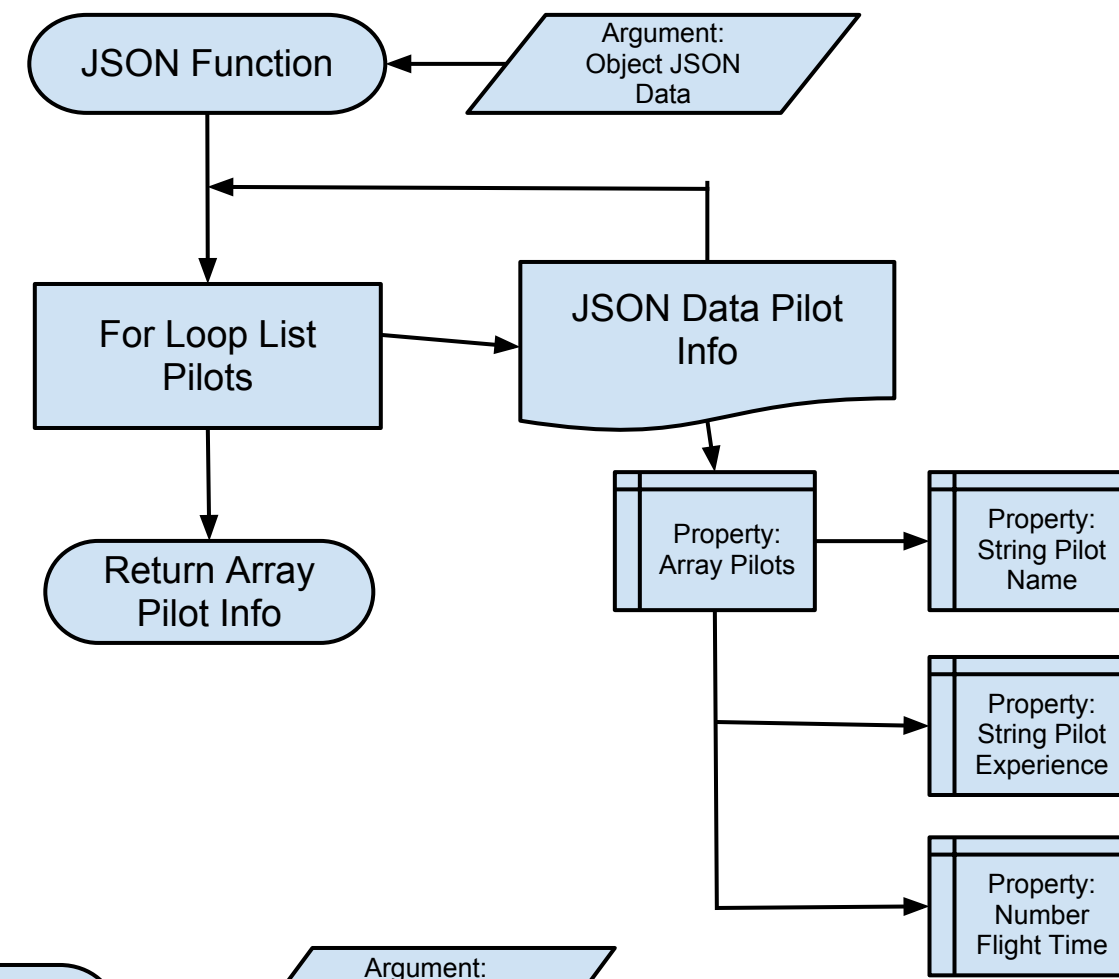 JSON Function
Argument:
Object JSON
Data
For Loop List
Pilots
JSON Data Pilot
Info
Return Array
Pilot Info
Property:
Array Pilots
Property:
String Pilot
Name
Property:
String Pilot
Experience
Property:
Number
Flight Time
Argument: